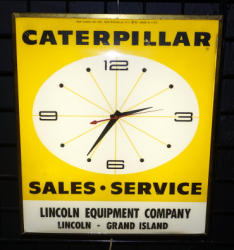 CATERPILLAR
12
9 3
6
SALES • SERVICE
LINCOLN EQUIPMENT COMPANY
LINCOLN - GRAND ISLAND